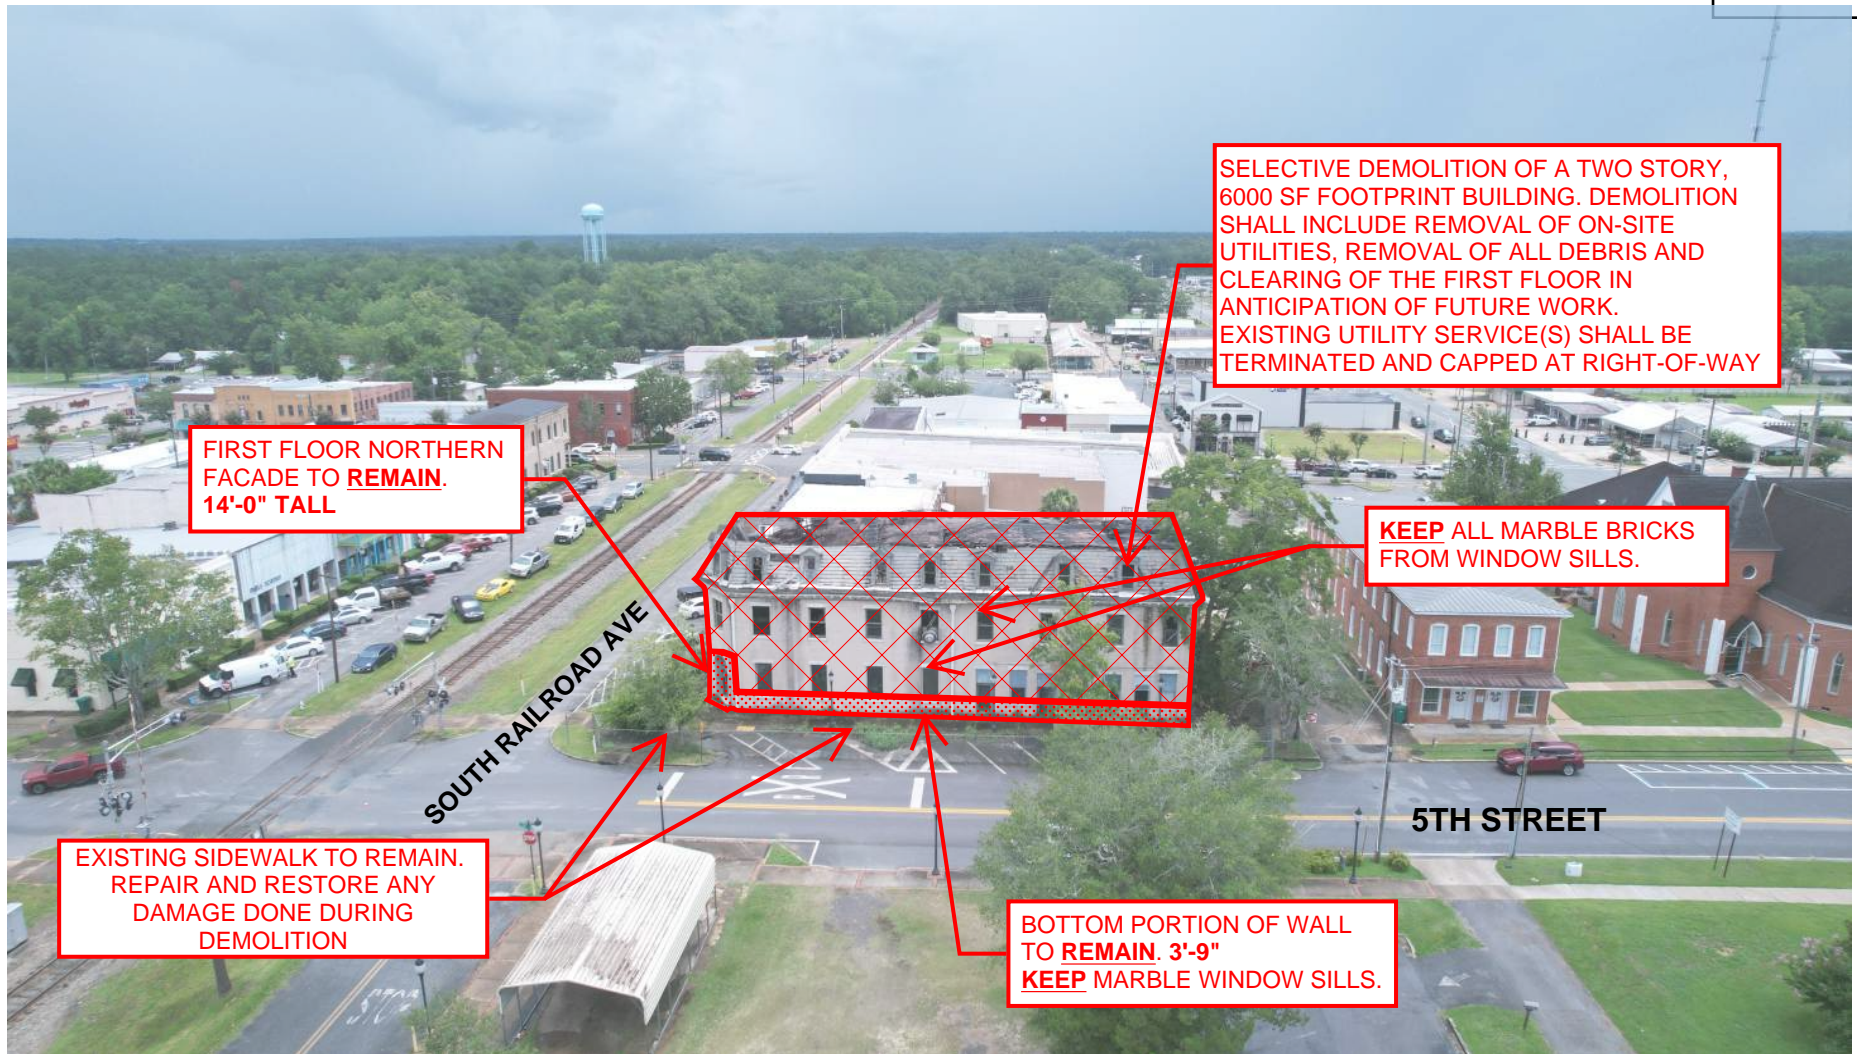 SELECTIVE DEMOLITION OF A TWO STORY,
6000 SF FOOTPRINT BUILDING. DEMOLITION
SHALL INCLUDE REMOVAL OF ON-SITE
UTILITIES, REMOVAL OF ALL DEBRIS AND
CLEARING OF THE FIRST FLOOR IN
ANTICIPATION OF FUTURE WORK.
EXISTING UTILITY SERVICE(S) SHALL BE
TERMINATED AND CAPPED AT RIGHT-OF-WAY
FIRST FLOOR NORTHERN
FACADE TO REMAIN.
14'-0" TALL
KEEP ALL MARBLE BRICKS
FROM WINDOW SILLS.
SOUTH RAILROAD AVE
5TH STREET
EXISTING SIDEWALK TO REMAIN.
REPAIR AND RESTORE ANY
DAMAGE DONE DURING
DEMOLITION
BOTTOM PORTION OF WALL
TO REMAIN. 3'-9"
KEEP MARBLE WINDOW SILLS.